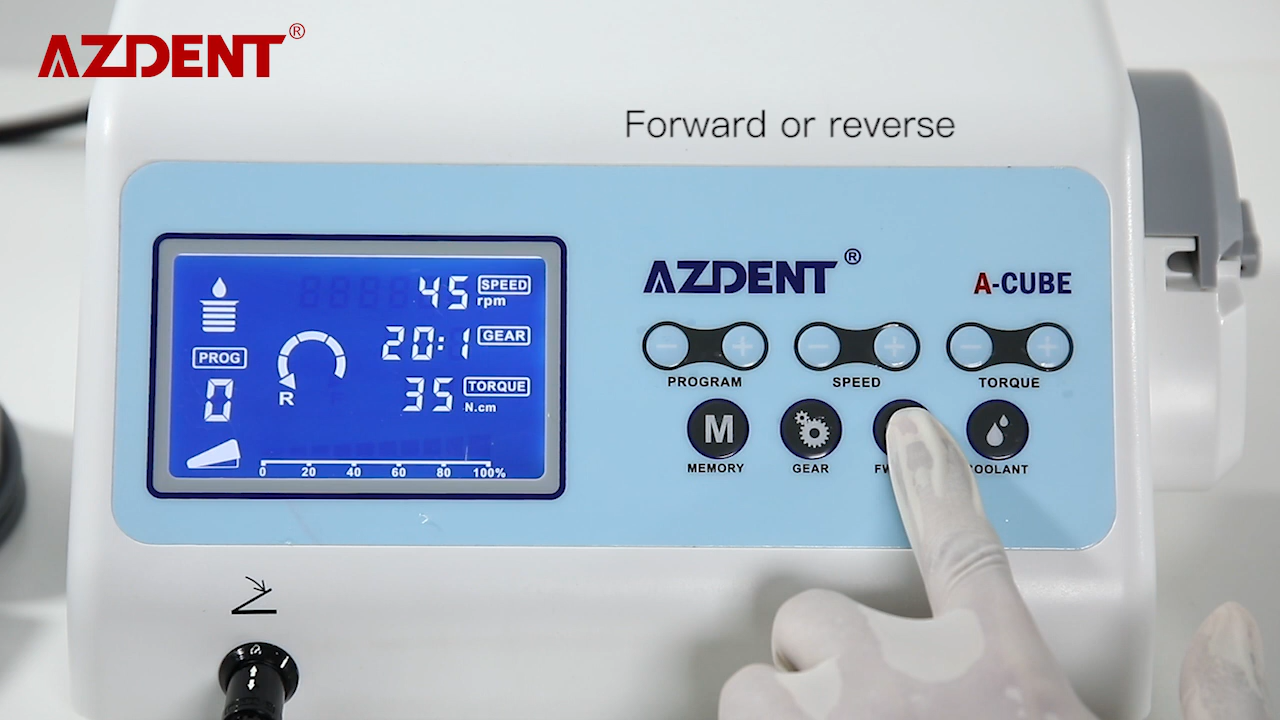 AZDENT®
Forward or reverse
45 SPEED
rpm
PROG
20:1 GEAR
0
R
35 TORQUE
N.cm
0 20 40 60 80 100%
AZDENT®
A-CUBE
- + - + - +
PROGRAM SPEED TORQUE
M
MEMORY GEAR COOLANT